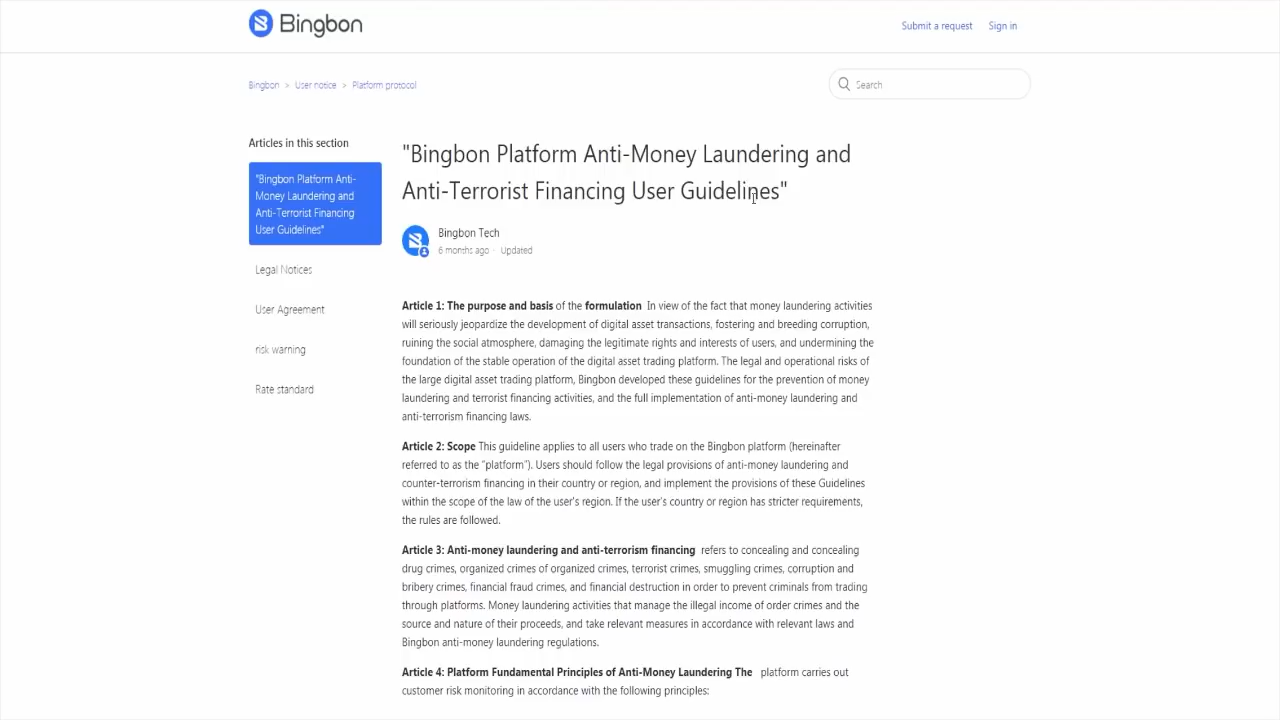 Bingbon
Submit a request
Sign in
Bingbon > User notice > Platform protocol
Search
Articles in this section
"Bingbon Platform Anti-
Money Laundering and
Anti-Terrorist Financing
User Guidelines"
Legal Notices
User Agreement
risk warning
Rate standard
"Bingbon Platform Anti-Money Laundering and
Anti-Terrorist Financing User Guidelines"
Bingbon Tech
6 months ago · Updated
Article 1: The purpose and basis of the formulation In view of the fact that money laundering activities
will seriously jeopardize the development of digital asset transactions, fostering and breeding corruption,
ruining the social atmosphere, damaging the legitimate rights and interests of users, and undermining the
foundation of the stable operation of the digital asset trading platform. The legal and operational risks of
the large digital asset trading platform, Bingbon developed these guidelines for the prevention of money
laundering and terrorist financing activities, and the full implementation of anti-money laundering and
anti-terrorism financing laws.
Article 2: Scope This guideline applies to all users who trade on the Bingbon platform (hereinafter
referred to as the "platform"). Users should follow the legal provisions of anti-money laundering and
counter-terrorism financing in their country or region, and implement the provisions of these Guidelines
within the scope of the law of the user's region. If the user's country or region has stricter requirements,
the rules are followed.
Article 3: Anti-money laundering and anti-terrorism financing refers to concealing and concealing
drug crimes, organized crimes of organized crimes, terrorist crimes, smuggling crimes, corruption and
bribery crimes, financial fraud crimes, and financial destruction in order to prevent criminals from trading
through platforms. Money laundering activities that manage the illegal income of order crimes and the
source and nature of their proceeds, and take relevant measures in accordance with relevant laws and
Bingbon anti-money laundering regulations.
Article 4: Platform Fundamental Principles of Anti-Money Laundering The platform carries out
customer risk monitoring in accordance with the following principles: